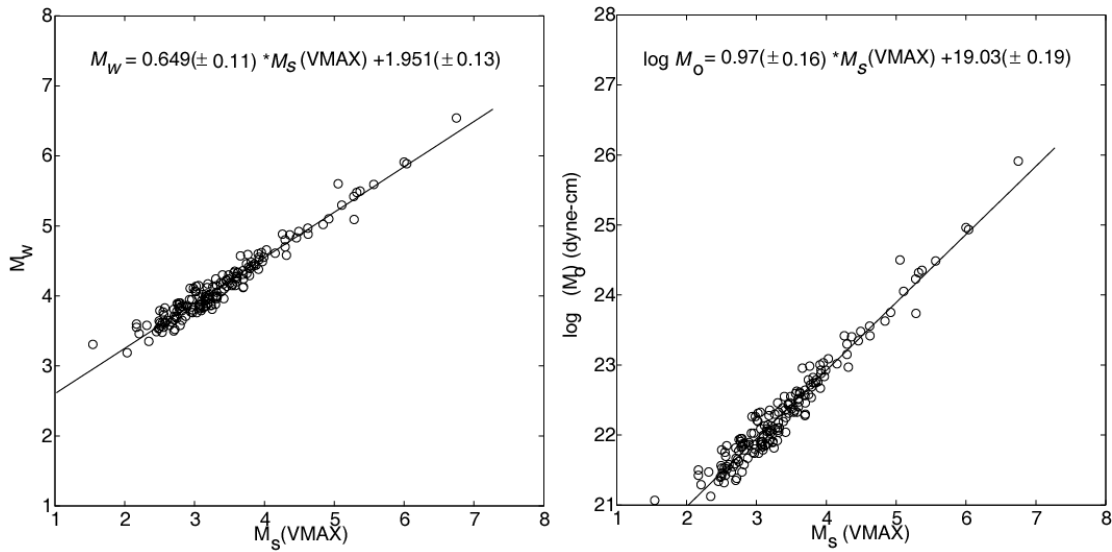 8
7
6
5
4
3
2
1
M_w
M_w = 0.649(± 0.11) *M_s(VMAX) +1.951(± 0.13)
1 2 3 4 5 6 7 8
M_s(VMAX)
28
27
26
25
24
23
22
21
log (M_o) (dyne-cm)
log M_o = 0.97(± 0.16) *M_s(VMAX) +19.03(± 0.19)
1 2 3 4 5 6 7 8
M_s (VMAX)